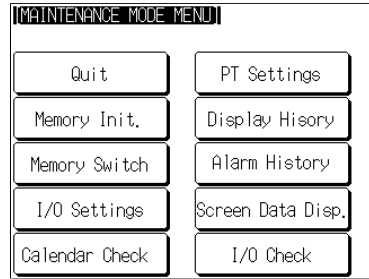 [MAINTENANCE MODE MENU]
Quit
PT Settings
Memory Init.
Display Hisory
Memory Switch
Alarm History
I/O Settings
Screen Data Disp.
Calendar Check
I/O Check